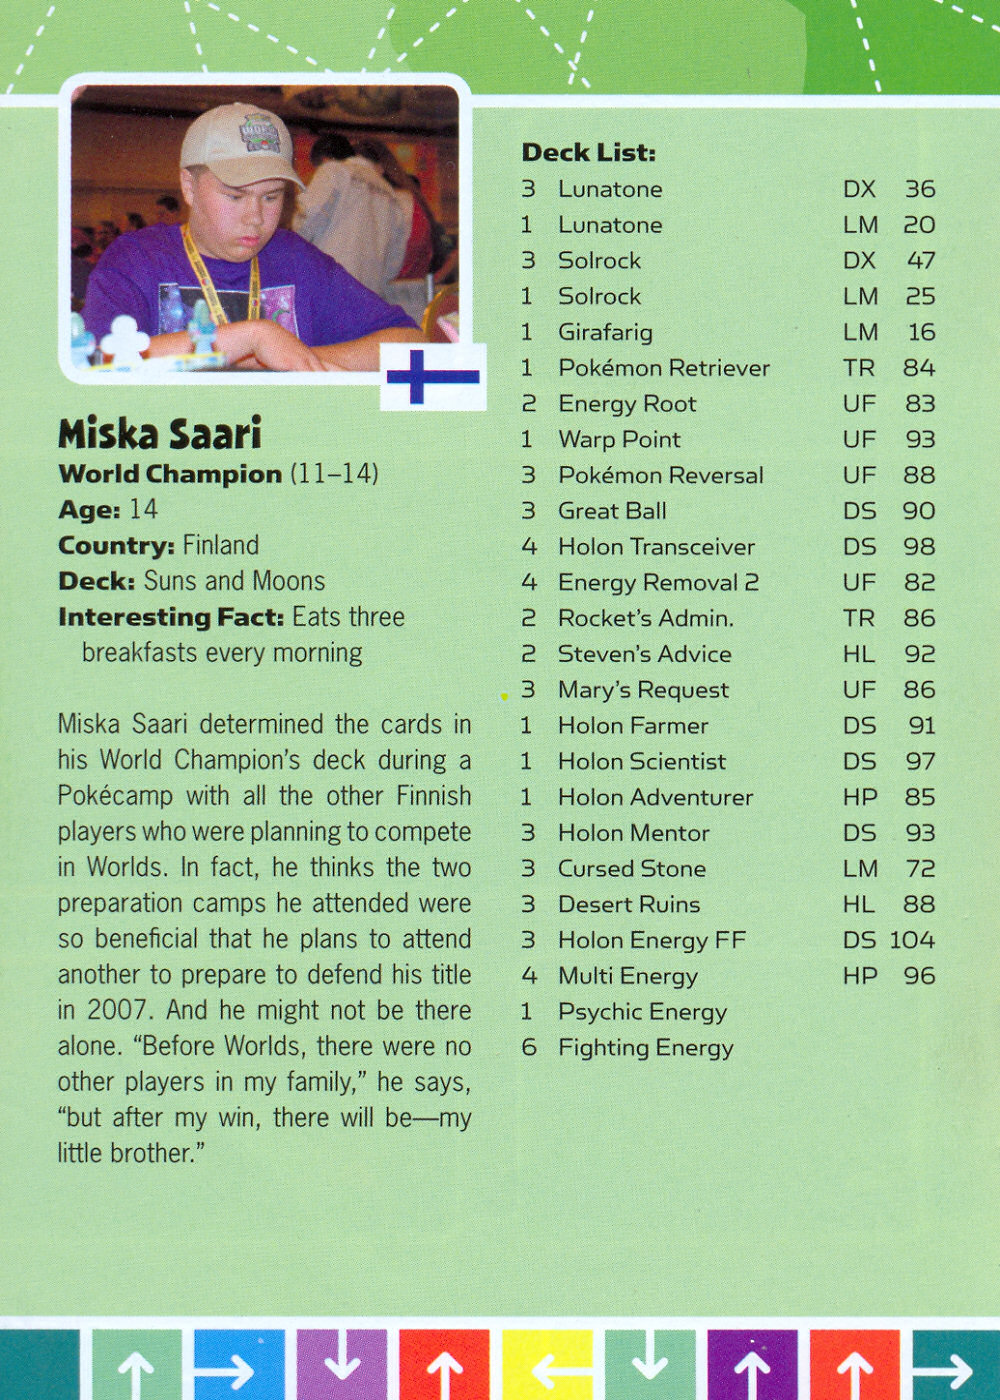 Miska Saari
World Champion (11–14)
Age: 14
Country: Finland
Deck: Suns and Moons
Interesting Fact: Eats three
breakfasts every morning
Miska Saari determined the cards in
his World Champion's deck during a
Pokécamp with all the other Finnish
players who were planning to compete
in Worlds. In fact, he thinks the two
preparation camps he attended were
so beneficial that he plans to attend
another to prepare to defend his title
in 2007. And he might not be there
alone. “Before Worlds, there were no
other players in my family,” he says,
“but after my win, there will be—my
little brother.”
Deck List:
3 Lunatone DX 36
1 Lunatone LM 20
3 Solrock DX 47
1 Solrock LM 25
1 Girafarig LM 16
1 Pokémon Retriever TR 84
2 Energy Root UF 83
1 Warp Point UF 93
3 Pokémon Reversal UF 88
3 Great Ball DS 90
4 Holon Transceiver DS 98
4 Energy Removal 2 UF 82
2 Rocket's Admin. TR 86
2 Steven's Advice HL 92
3 Mary's Request UF 86
1 Holon Farmer DS 91
1 Holon Scientist DS 97
1 Holon Adventurer HP 85
3 Holon Mentor DS 93
3 Cursed Stone LM 72
3 Desert Ruins HL 88
3 Holon Energy FF DS 104
4 Multi Energy HP 96
1 Psychic Energy
6 Fighting Energy